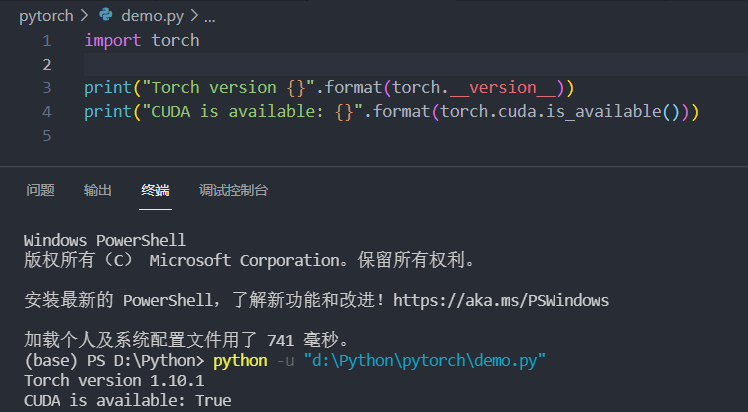 pytorch > demo.py > ...
1 import torch
2
3 print("Torch version {}".format(torch.__version__))
4 print("CUDA is available: {}".format(torch.cuda.is_available()))
5
问题 输出 终端 调试控制台
Windows PowerShell
版权所有（C） Microsoft Corporation。保留所有权利。
安装最新的 PowerShell，了解新功能和改进！https://aka.ms/PSWindows
加载个人及系统配置文件用了 741 毫秒。
(base) PS D:\Python> python -u "d:\Python\pytorch\demo.py"
Torch version 1.10.1
CUDA is available: True